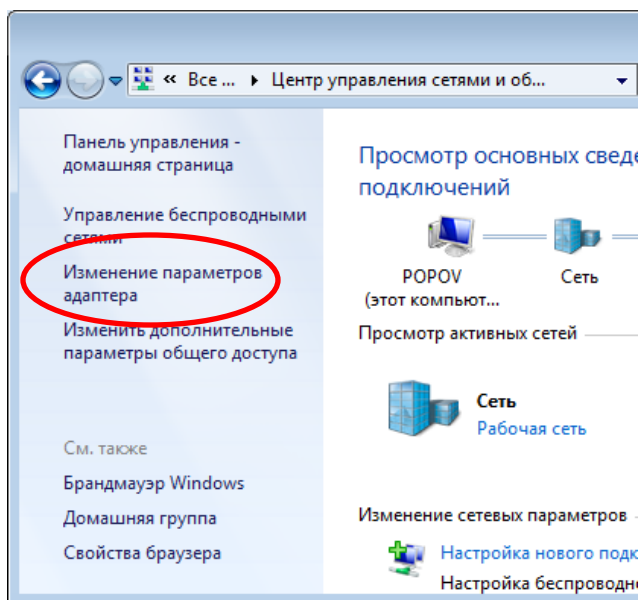 « Все ... ▸ Центр управления сетями и об...
Панель управления -
домашняя страница
Управление беспроводными
сетями
Изменение параметров
адаптера
Изменить дополнительные
параметры общего доступа
См. также
Брандмауэр Windows
Домашняя группа
Свойства браузера
Просмотр основных сведе
подключений
POPOV
(этот компьют...
Сеть
Просмотр активных сетей
Сеть
Рабочая сеть
Изменение сетевых параметров
Настройка нового подк
Настройка беспроводн